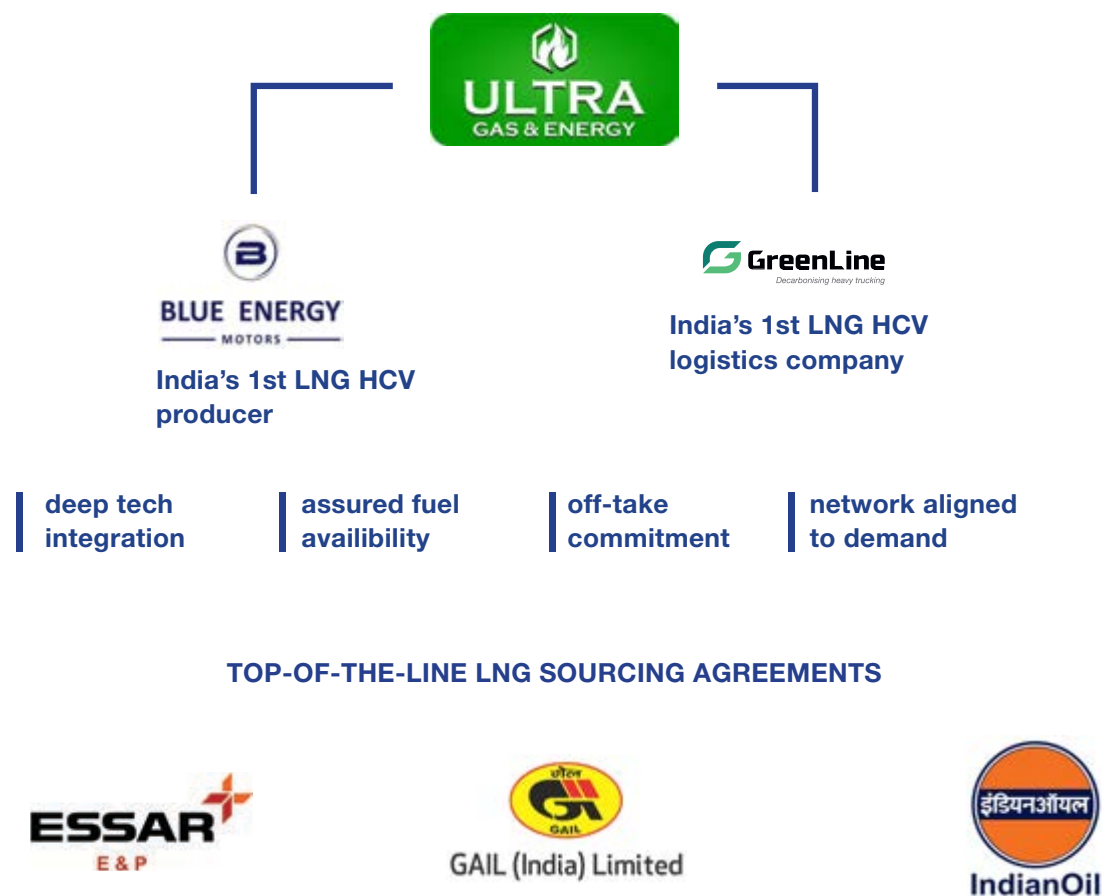 ULTRA
GAS & ENERGY
BLUE ENERGY
MOTORS
India's 1st LNG HCV
producer
GreenLine
Decarbonising heavy trucking
India's 1st LNG HCV
logistics company
deep tech
integration
assured fuel
availibility
off-take
commitment
network aligned
to demand
TOP-OF-THE-LINE LNG SOURCING AGREEMENTS
ESSAR
E & P
गेल
GAIL
GAIL (India) Limited
इंडियनऑयल
IndianOil